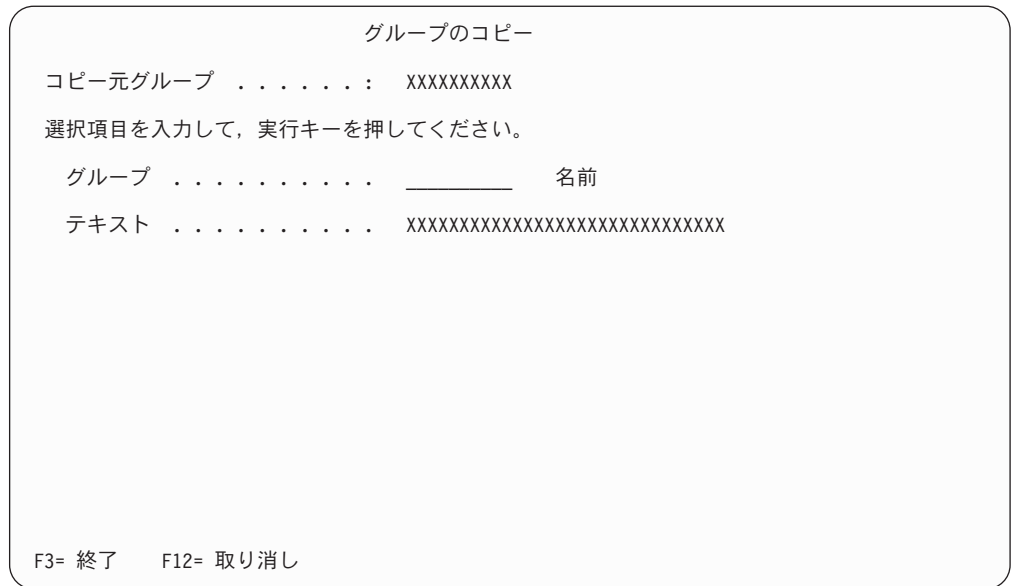 グループのコピー
コピー元グループ . . . . . . : XXXXXXXXXX
選択項目を入力して，実行キーを押してください。
グループ . . . . . . . . . . __________ 名前
テキスト . . . . . . . . . . XXXXXXXXXXXXXXXXXXXXXXXXXXXXXX
F3= 終了 F12= 取り消し